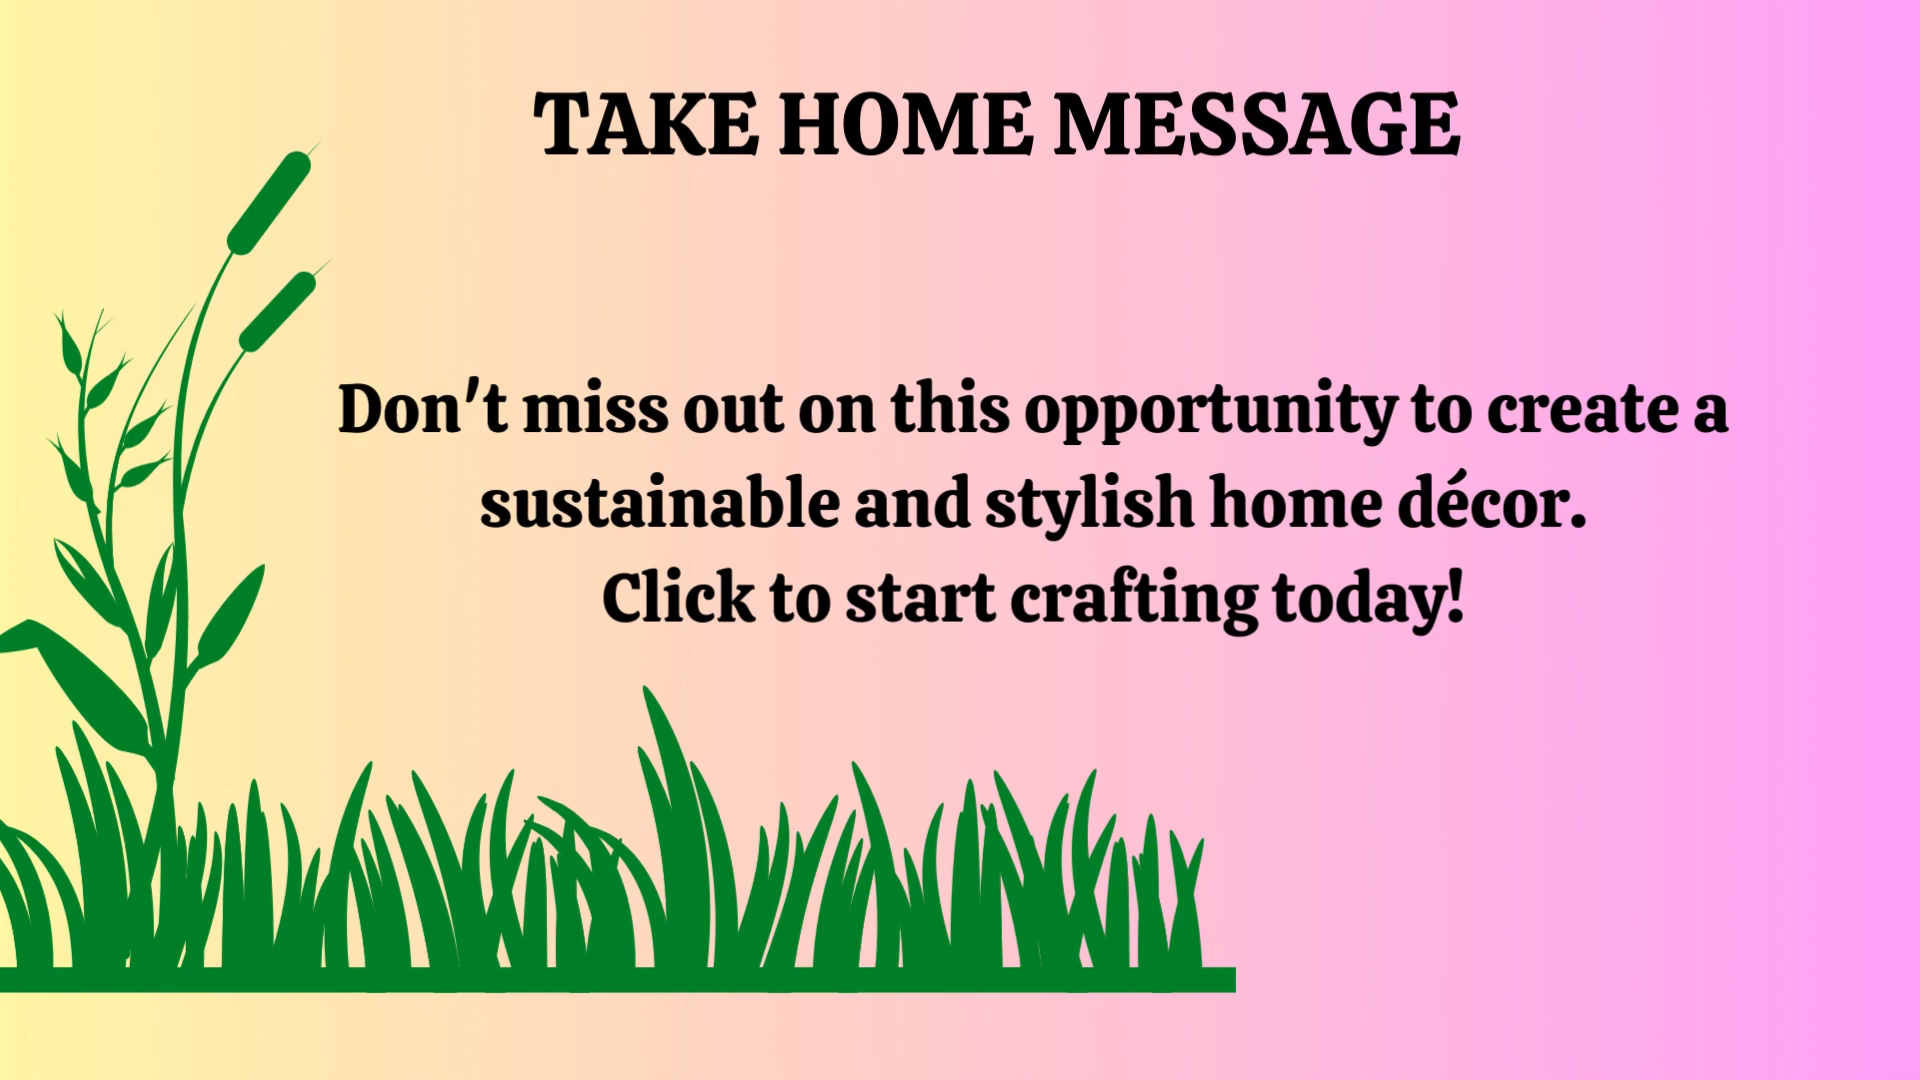 TAKE HOME MESSAGE
Don't miss out on this opportunity to create a
sustainable and stylish home décor.
Click to start crafting today!